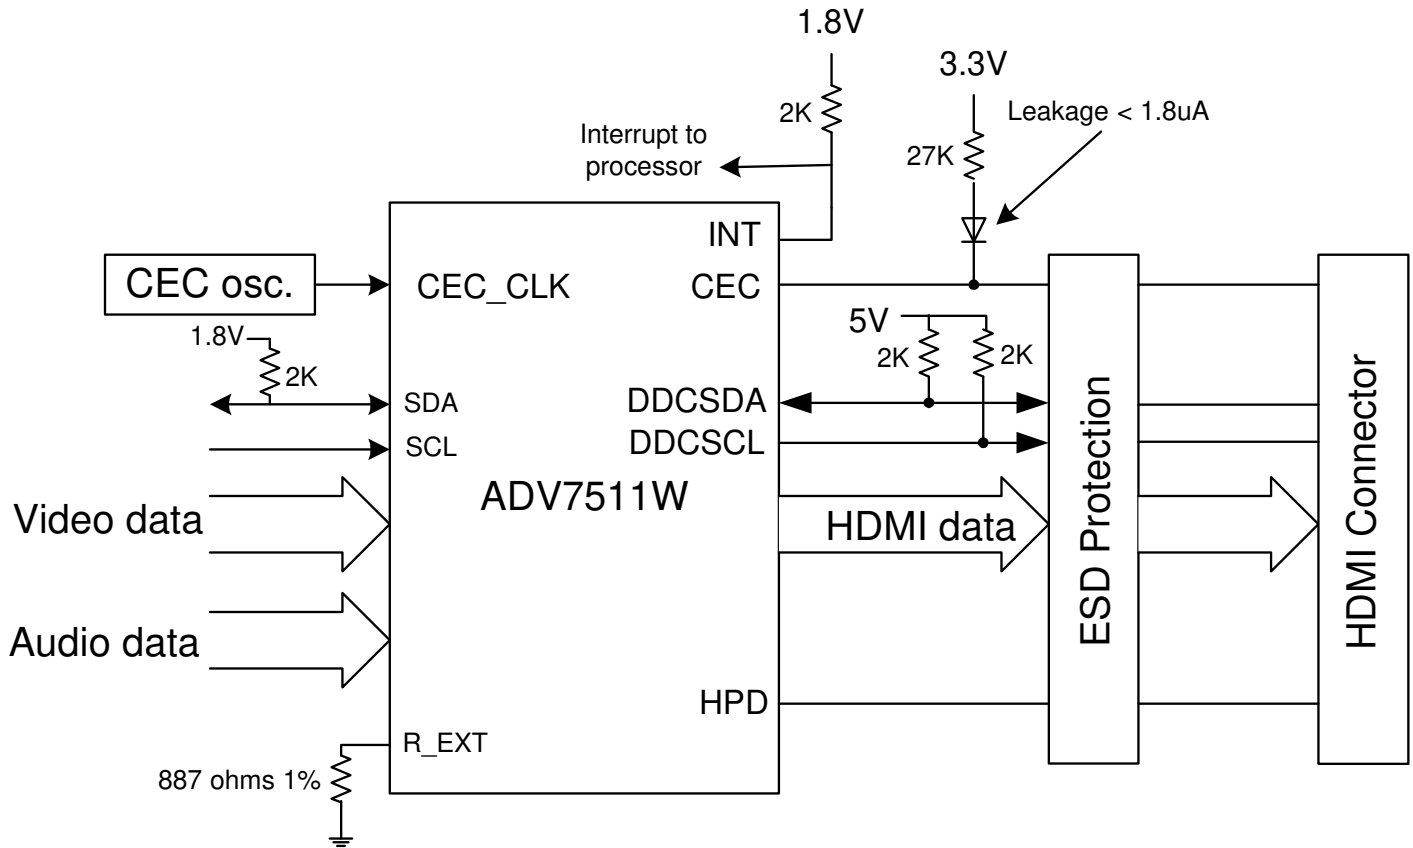 1.8V
3.3V
2K
Leakage < 1.8uA
Interrupt to
processor
27K
INT
CEC osc.
CEC_CLK
CEC
1.8V
5V
2K
2K
2K
SDA
DDCSDA
SCL
DDCSCL
ADV7511W
Video data
HDMI data
ESD Protection
HDMI Connector
Audio data
HPD
R_EXT
887 ohms 1%